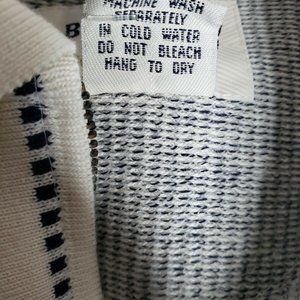 MACHINE WASH
SEPARATELY
IN COLD WATER
DO NOT BLEACH
HANG TO DRY
B